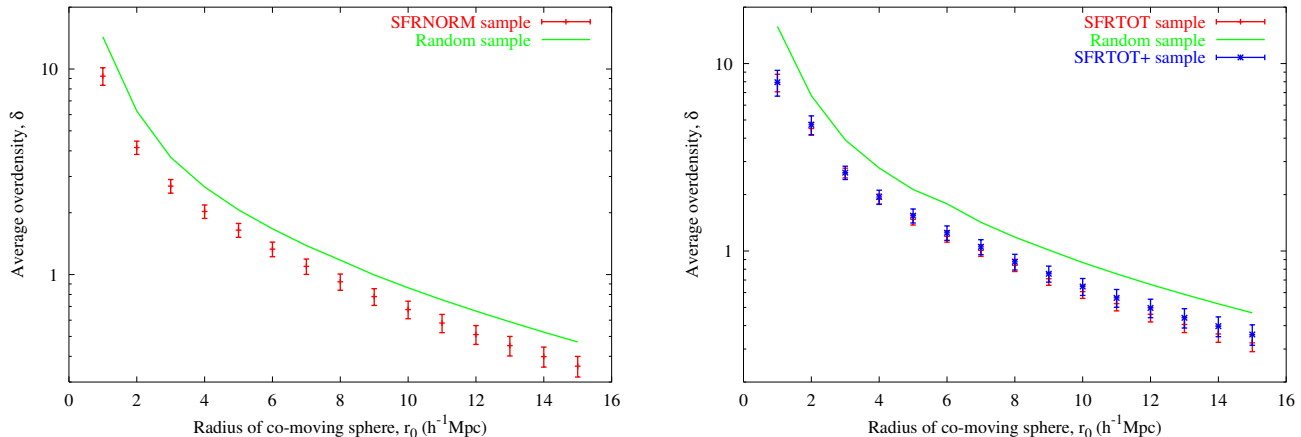 SFRNORM sample
Random sample
10
1
Average overdensity, δ
0 2 4 6 8 10 12 14 16
Radius of co-moving sphere, r0 (h-1Mpc)
SFRTOT sample
Random sample
SFRTOT+ sample
10
1
Average overdensity, δ
0 2 4 6 8 10 12 14 16
Radius of co-moving sphere, r0 (h-1Mpc)